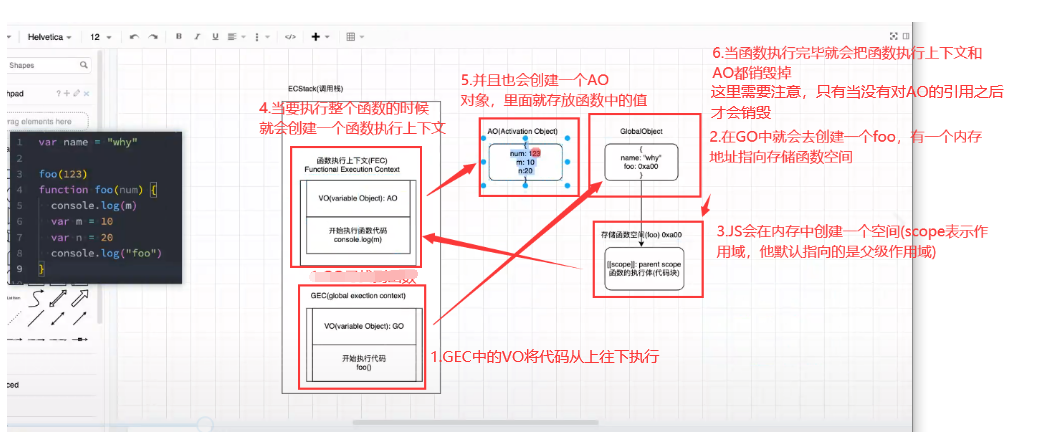 Helvetica
12
B
I
U
</>
Shapes
hpad
rag elements here
1 var name = "why"
2
3 foo(123)
4 function foo(num) {
5 console.log(m)
6 var m = 10
7 var n = 20
8 console.log("foo")
9 }
ced
ECStack(调用栈)
4.当要执行整个函数的时候
就会创建一个函数执行上下文
函数执行上下文(FEC)
Functional Execution Context
VO(variable Object): AO
开始执行函数代码
console.log(m)
GEC(global exection context)
VO(variable Object): GO
开始执行代码
foo()
1.GEC中的VO将代码从上往下执行
5.并且也会创建一个AO
对象，里面就存放函数中的值
AO(Activation Object)
{
num: 123
m: 10
n:20
GlobalObject
{
name: "why"
foo: 0xa00
}
存储函数空间(foo) 0xa00
[[scope]]: parent scope
函数的执行体(代码块)
6.当函数执行完毕就会把函数执行上下文和
AO都销毁掉
这里需要注意，只有当没有对AO的引用之后
才会销毁
2.在GO中就会去创建一个foo，有一个内存
地址指向存储函数空间
3.JS会在内存中创建一个空间(scope表示作
用域，他默认指向的是父级作用域)